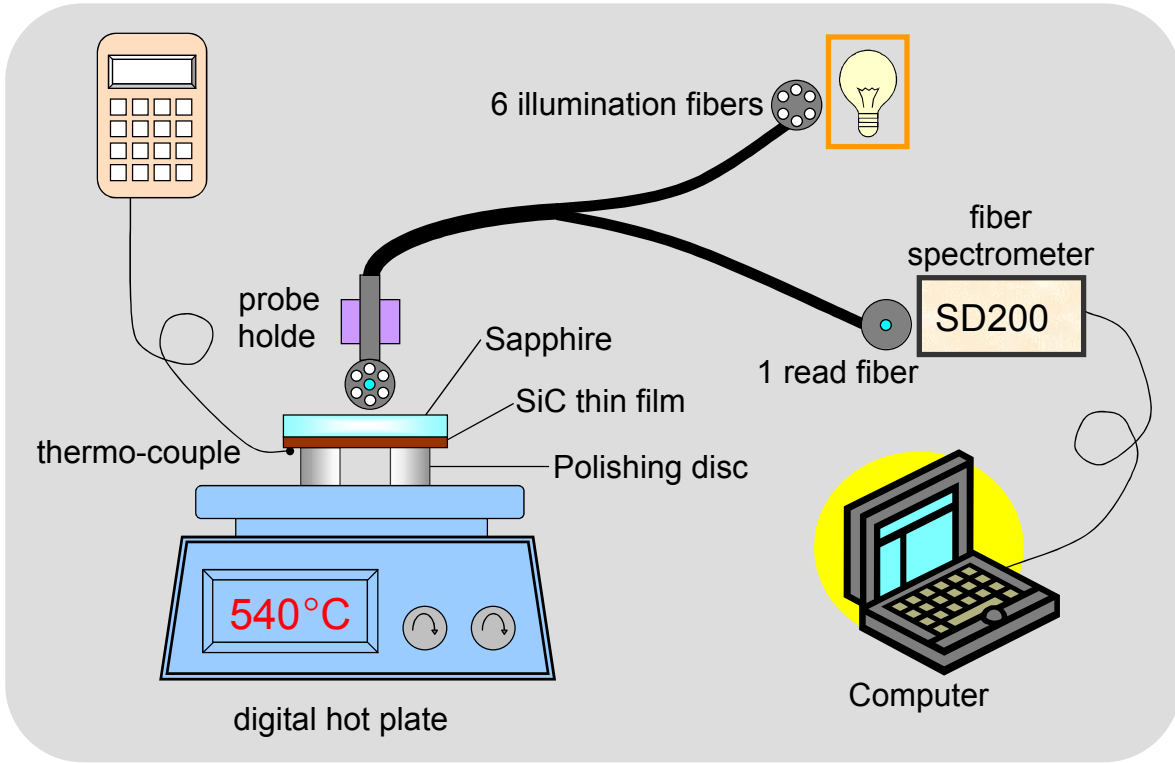 6 illumination fibers
fiber
spectrometer
SD200
probe
holde
Sapphire
1 read fiber
SiC thin film
thermo-couple
Polishing disc
540°C
Computer
digital hot plate